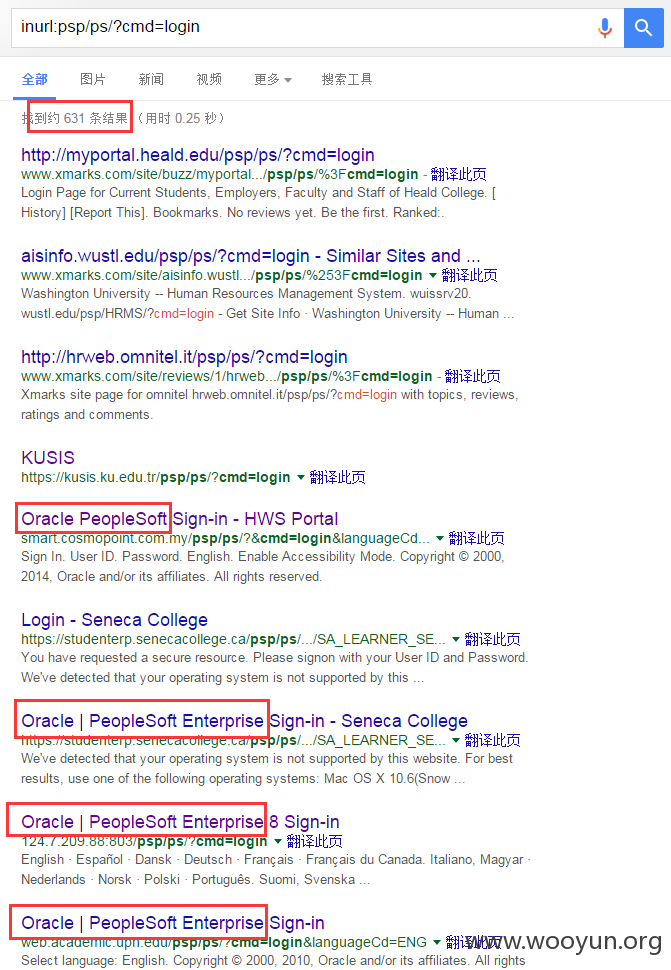 inurl:psp/ps/?cmd=login
全部 图片 新闻 视频 更多 搜索工具
找到约 631 条结果 (用时 0.25 秒)
http://myportal.heald.edu/psp/ps/?cmd=login
www.xmarks.com/site/buzz/myportal.../psp/ps/%3Fcmd=login - 翻译此页
Login Page for Current Students, Employers, Faculty and Staff of Heald College. [
History] [Report This]. Bookmarks. No reviews yet. Be the first. Ranked:.
aisinfo.wustl.edu/psp/ps/?cmd=login - Similar Sites and ...
www.xmarks.com/site/aisinfo.wustl.../psp/ps/%253Fcmd=login 翻译此页
Washington University -- Human Resources Management System. wuissrv20.
wustl.edu/psp/HRMS/?cmd=login - Get Site Info · Washington University -- Human ...
http://hrweb.omnitel.it/psp/ps/?cmd=login
www.xmarks.com/site/reviews/1/hrweb.../psp/ps/%3Fcmd=login - 翻译此页
Xmarks site page for omnitel hrweb.omnitel.it/psp/ps/?cmd=login with topics, reviews,
ratings and comments.
KUSIS
https://kusis.ku.edu.tr/psp/ps/?cmd=login 翻译此页
Oracle PeopleSoft Sign-in - HWS Portal
smart.cosmopoint.com.my/psp/ps/?&cmd=login&languageCd... 翻译此页
Sign In. User ID. Password. English. Enable Accessibility Mode. Copyright © 2000,
2014, Oracle and/or its affiliates. All rights reserved.
Login - Seneca College
https://studenterp.senecacollege.ca/psp/ps/.../SA_LEARNER_SE... 翻译此页
You have requested a secure resource. Please signon with your User ID and Password.
We've detected that your operating system is not supported by this ...
Oracle | PeopleSoft Enterprise Sign-in - Seneca College
https://studenterp.senecacollege.ca/psp/ps/.../SA_LEARNER_SE... 翻译此页
We've detected that your operating system is not supported by this website. For best
results, use one of the following operating systems: Mac OS X 10.6(Snow ...
Oracle | PeopleSoft Enterprise 8 Sign-in
124.7.209.88:803/psp/ps/?cmd=login 翻译此页
English · Español · Dansk · Deutsch · Français · Français du Canada. Italiano, Magyar ·
Nederlands · Norsk · Polski · Português. Suomi, Svenska ...
Oracle | PeopleSoft Enterprise Sign-in
web.academic.uph.edu/psp/ps/?cmd=login&languageCd=ENG 翻译此页
www.wooyun.org
Select language: English. Copyright © 2000, 2010, Oracle and/or its affiliates. All rights